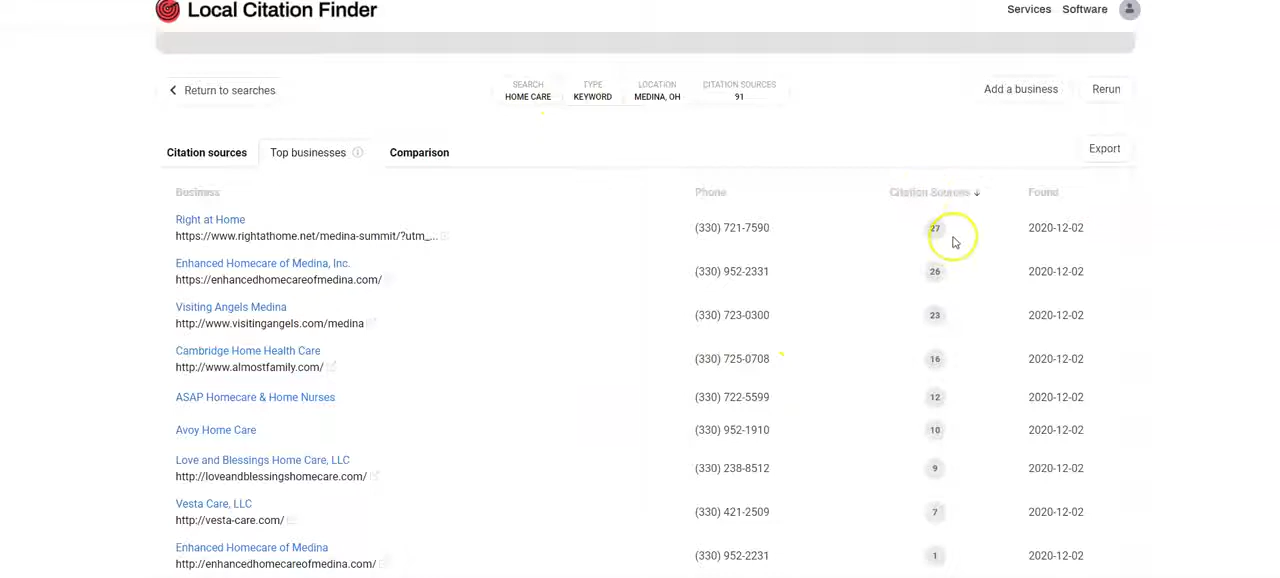 Local Citation Finder
Services Software
Return to searches
SEARCH TYPE LOCATION CITATION SOURCES
HOME CARE KEYWORD MEDINA, OH 91
Add a business Rerun
Citation sources Top businesses Comparison
Export
Business Phone Citation Sources Found
Right at Home
https://www.rightathome.net/medina-summit/?utm_... (330) 721-7590 27 2020-12-02
Enhanced Homecare of Medina, Inc.
https://enhancedhomecareofmedina.com/ (330) 952-2331 26 2020-12-02
Visiting Angels Medina
http://www.visitingangels.com/medina (330) 723-0300 23 2020-12-02
Cambridge Home Health Care
http://www.almostfamily.com/ (330) 725-0708 16 2020-12-02
ASAP Homecare & Home Nurses (330) 722-5599 12 2020-12-02
Avoy Home Care (330) 952-1910 10 2020-12-02
Love and Blessings Home Care, LLC
http://loveandblessingshomecare.com/ (330) 238-8512 9 2020-12-02
Vesta Care, LLC
http://vesta-care.com/ (330) 421-2509 7 2020-12-02
Enhanced Homecare of Medina
http://enhancedhomecareofmedina.com/ (330) 952-2231 1 2020-12-02